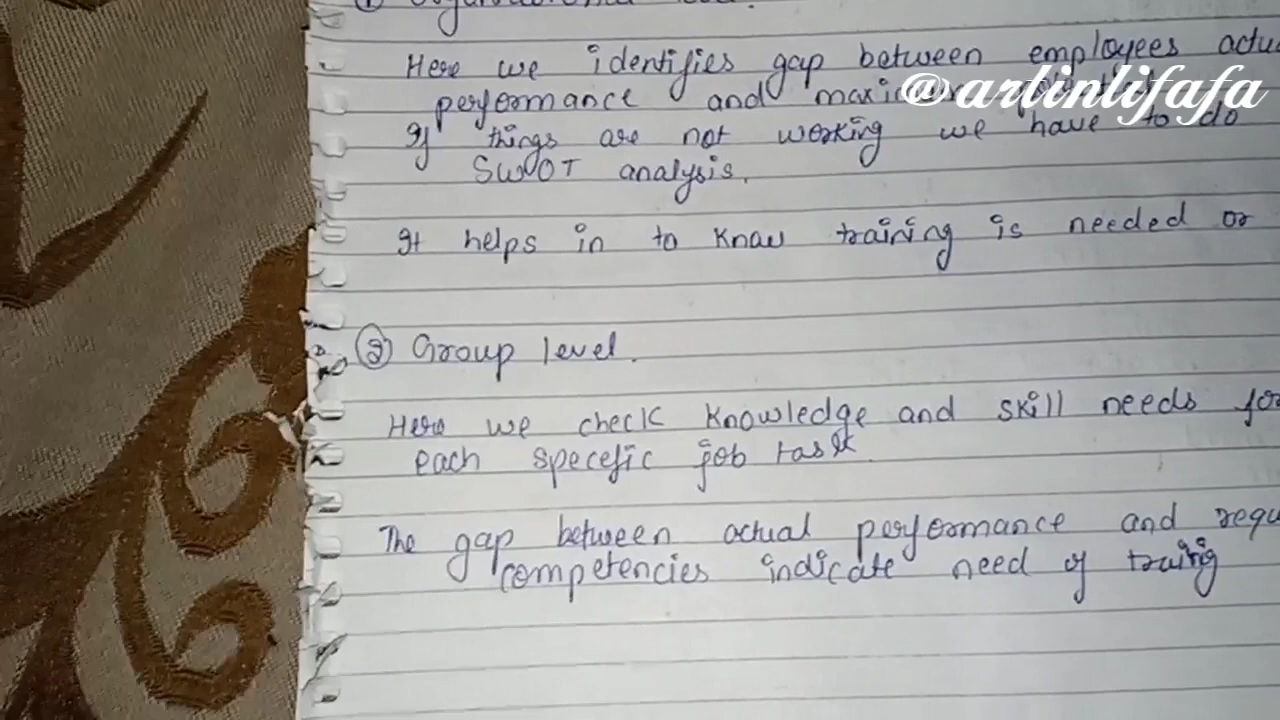 Here we identifies gap between employees actu
performance and
@arlinlifafa
If things are not working we have to do
SWOT analysis.
It helps in to know training is needed or
② Group level.
Here we check knowledge and skill needs for
each specefic job task.
The gap between actual performance and requ
competencies indicate need of traing